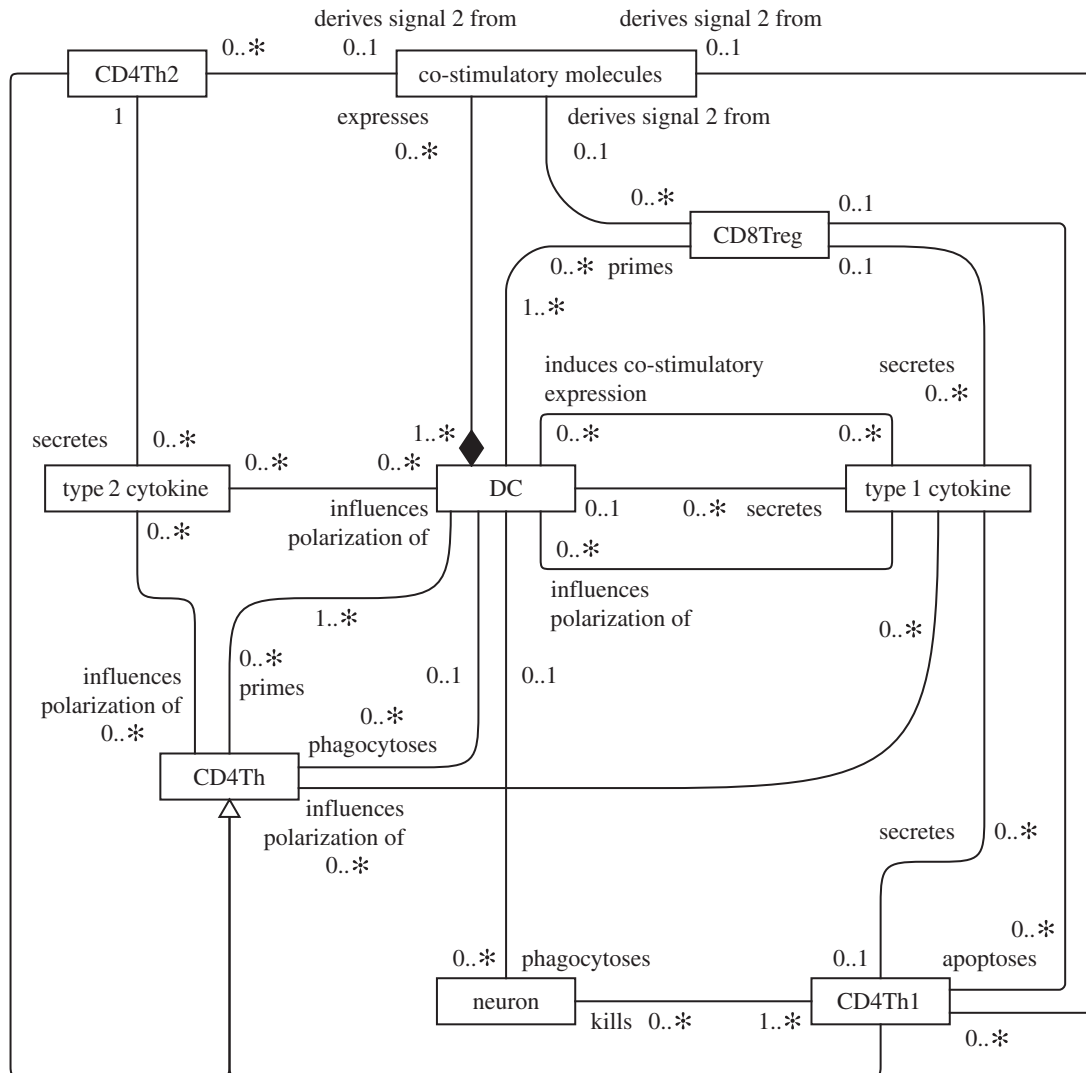 derives signal 2 from
derives signal 2 from
0..*
0..1
0..1
CD4Th2
co-stimulatory molecules
1
expresses
derives signal 2 from
0..*
0..1
0..*
0..1
CD8Treg
0..*
primes
0..1
1..*
induces co-stimulatory
expression
secretes
0..*
secretes
0..*
1..*
0..*
0..*
0..*
0..*
type 2 cytokine
DC
type 1 cytokine
0..*
influences
polarization of
0..1
0..*
secretes
0..*
influences
polarization of
1..*
0..*
0..*
primes
0..1
0..1
influences
polarization of
0..*
0..*
phagocytoses
CD4Th
influences
polarization of
0..*
secretes
0..*
0..*
0..*
phagocytoses
0..1
apoptoses
neuron
CD4Th1
kills
0..*
1..*
0..*